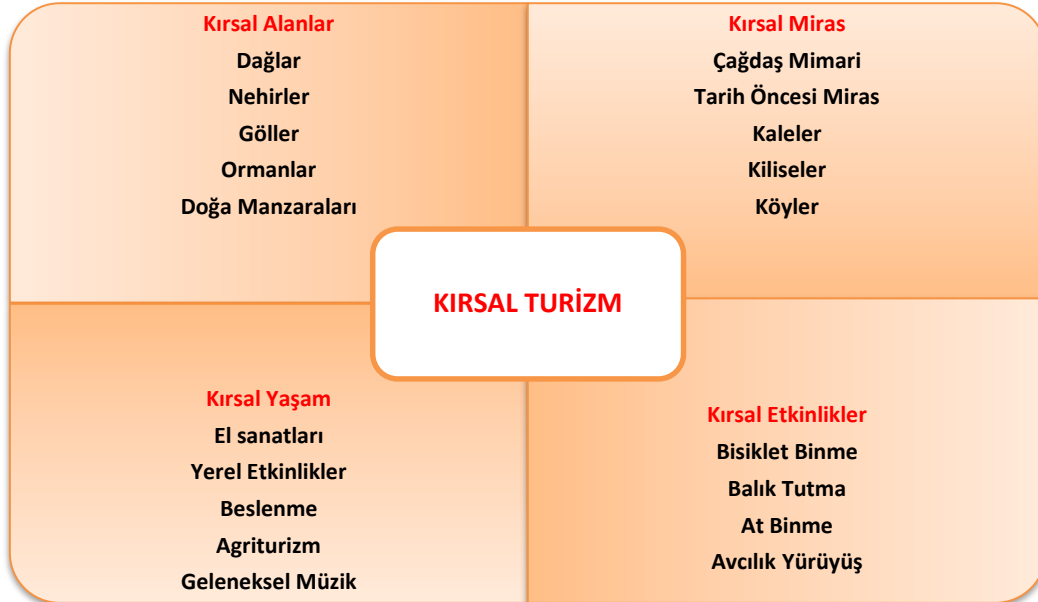 Kırsal Alanlar
Dağlar
Nehirler
Göller
Ormanlar
Doğa Manzaraları
Kırsal Miras
Çağdaş Mimari
Tarih Öncesi Miras
Kaleler
Kiliseler
Köyler
KIRSAL TURİZM
Kırsal Yaşam
El sanatları
Yerel Etkinlikler
Beslenme
Agriturizm
Geleneksel Müzik
Kırsal Etkinlikler
Bisiklet Binme
Balık Tutma
At Binme
Avcılık Yürüyüş